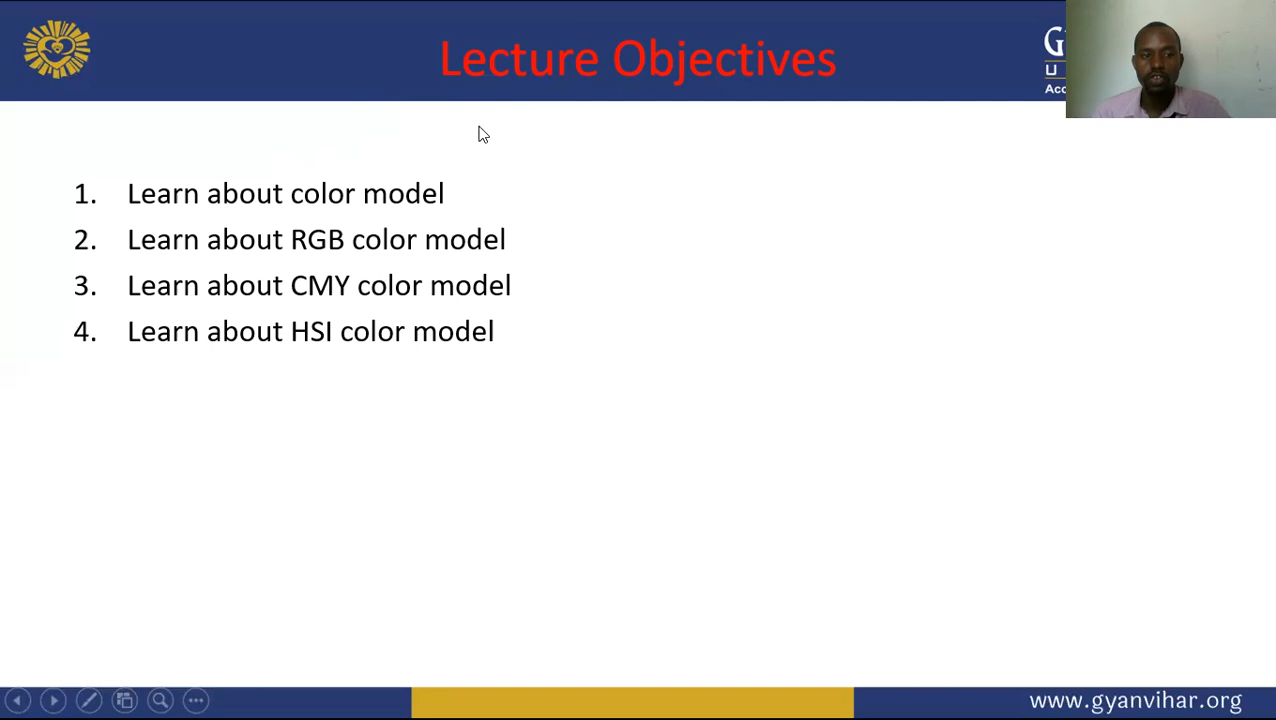 Lecture Objectives
G
U
Acc
1. Learn about color model
2. Learn about RGB color model
3. Learn about CMY color model
4. Learn about HSI color model
www.gyanvihar.org